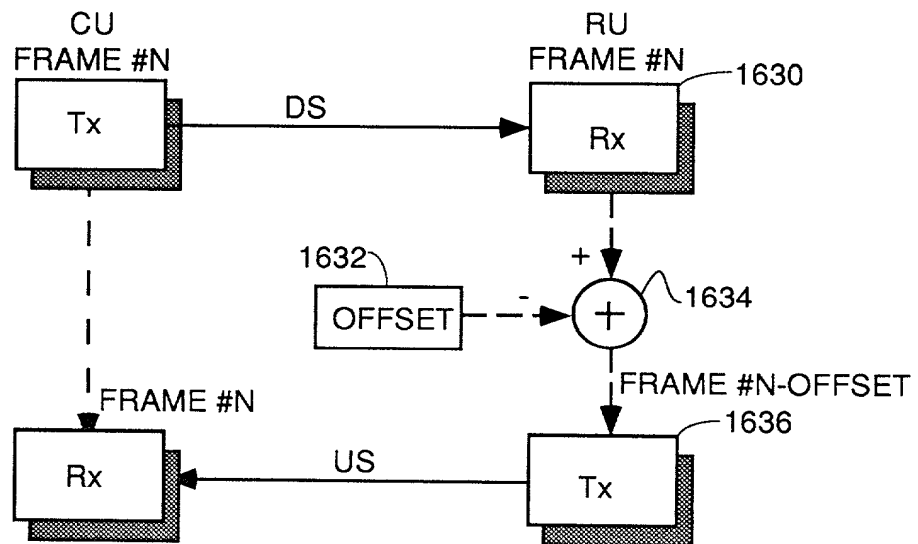 CU
FRAME #N
RU
FRAME #N
1630
Tx
DS
Rx
1632
+
-
OFFSET
+
1634
FRAME #N-OFFSET
FRAME #N
1636
Rx
US
Tx